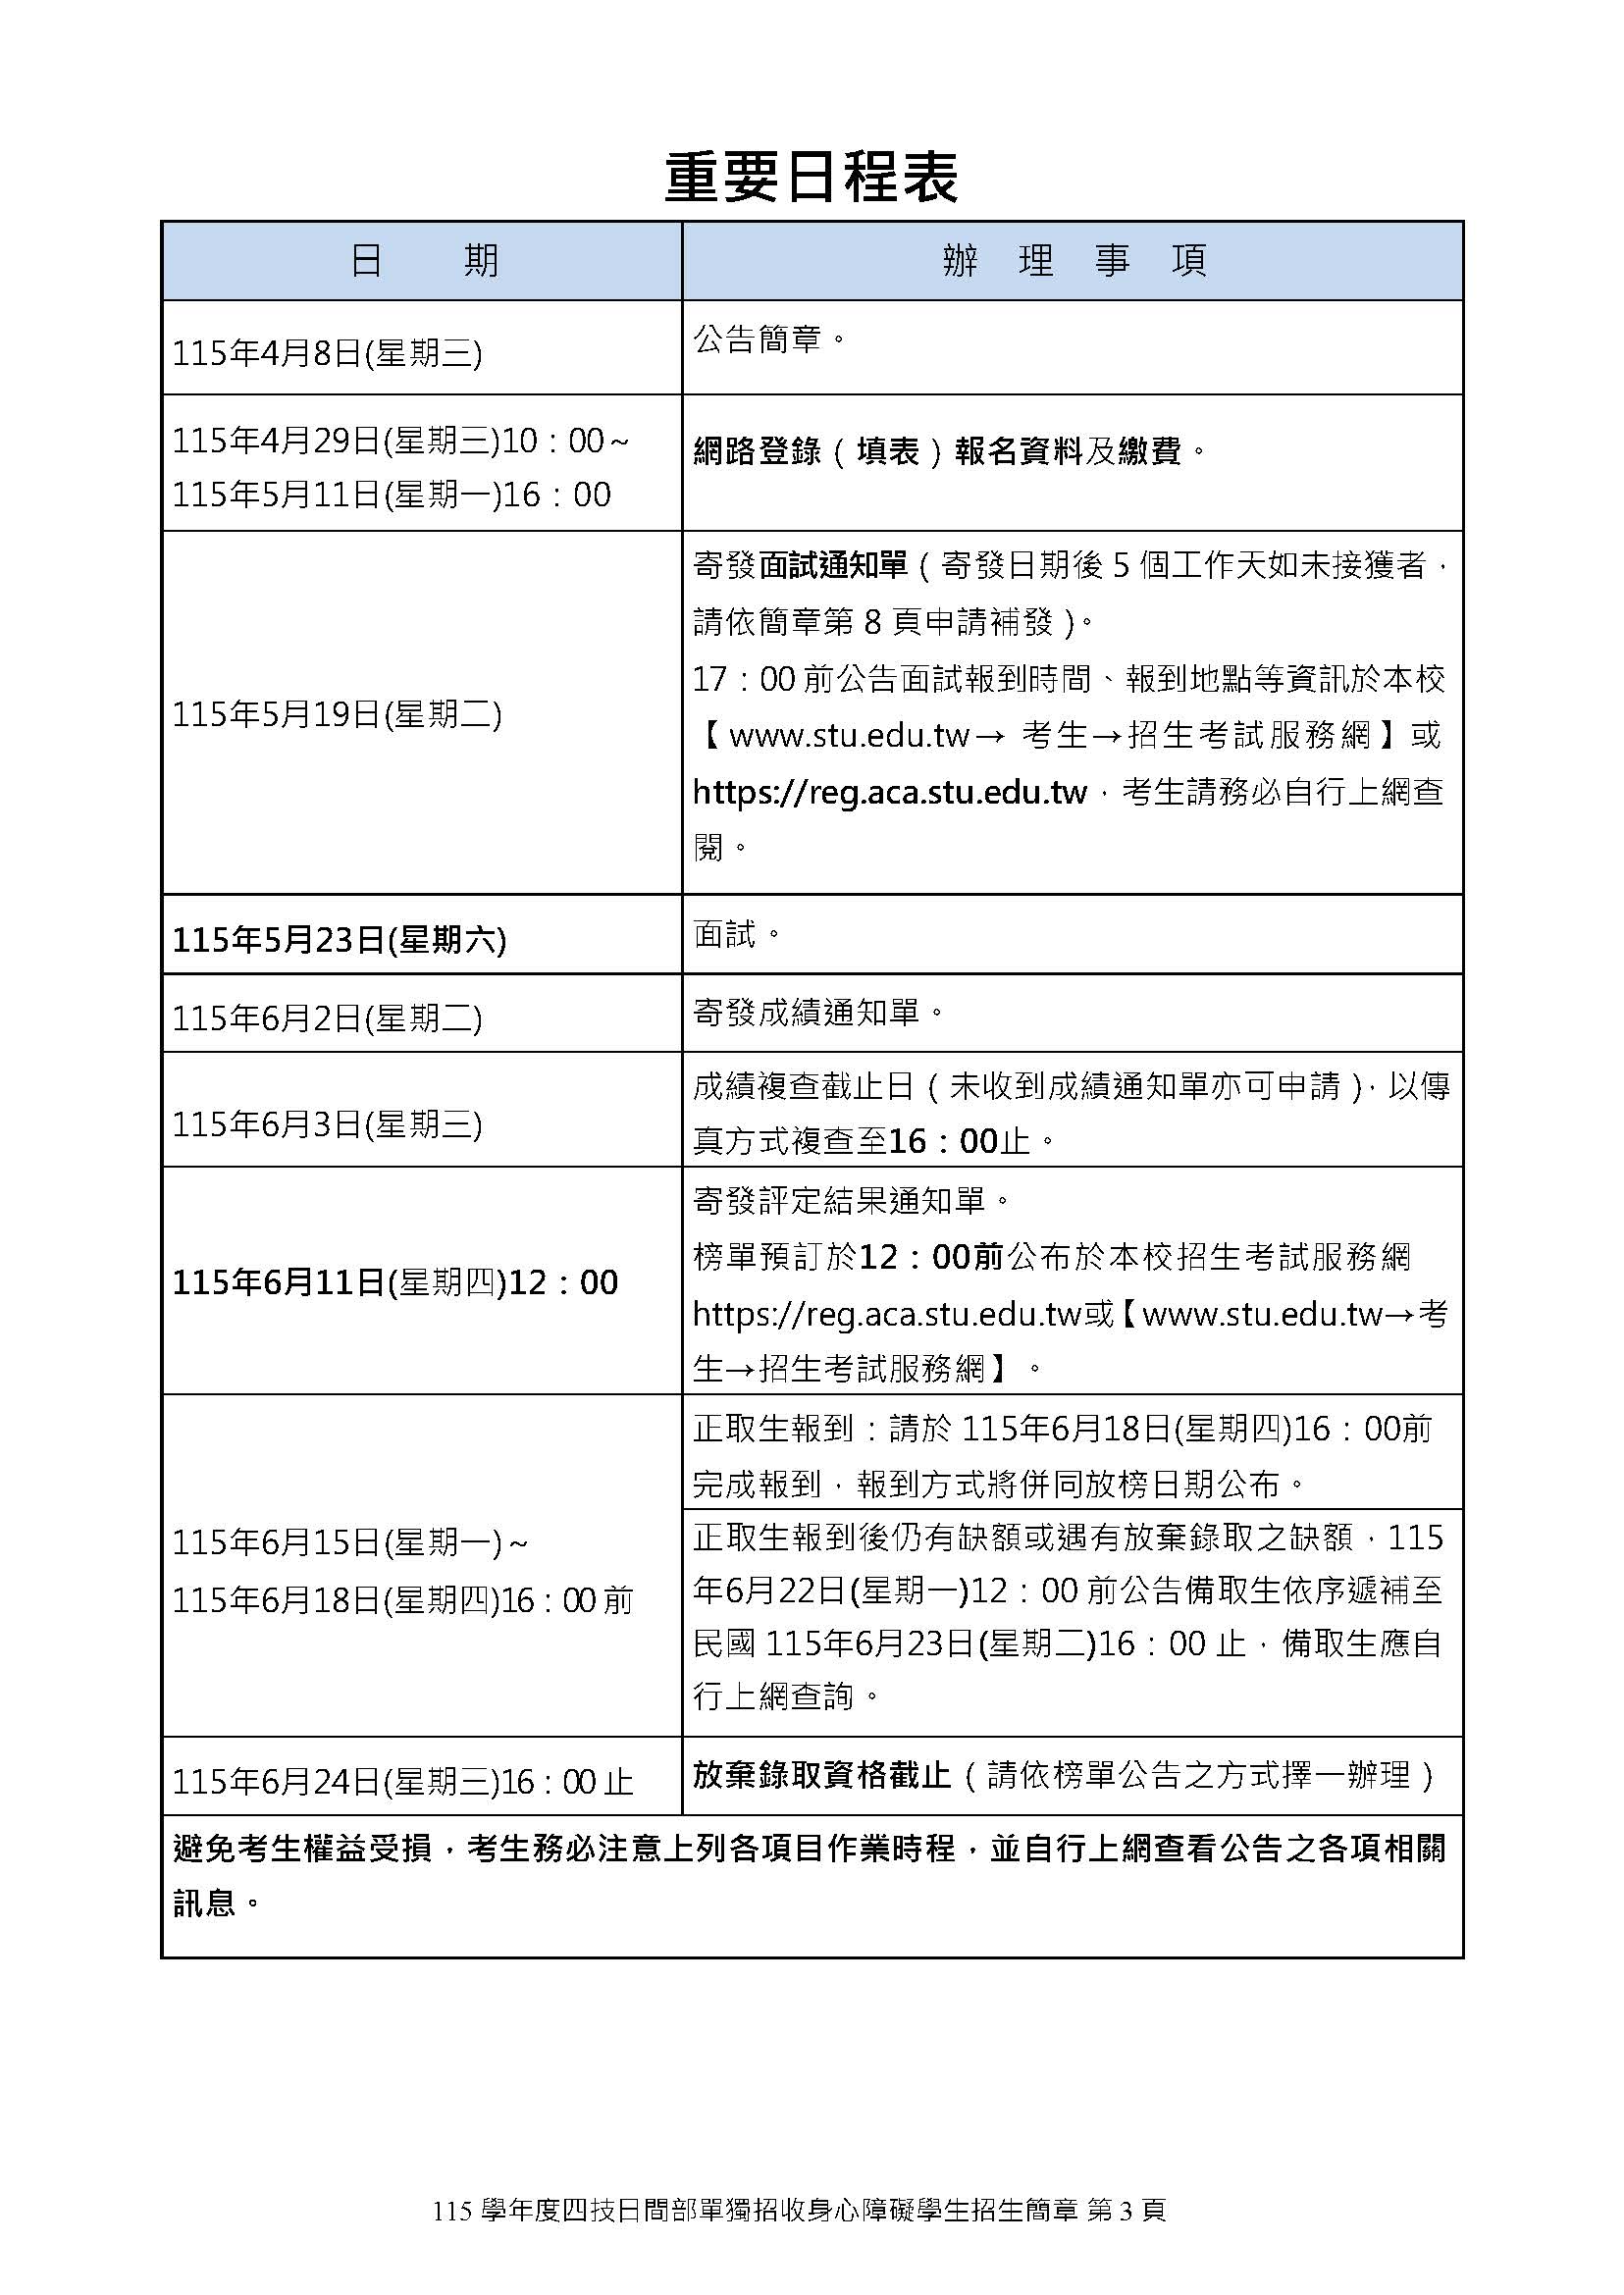 重要日程表
日　　期
辦　理　事　項
115年4月8日(星期三)
公告簡章。
115年4月29日(星期三)10：00~
115年5月11日(星期一)16：00
網路登錄（填表）報名資料及繳費。
115年5月19日(星期二)
寄發面試通知單（寄發日期後 5 個工作天如未接獲者，
請依簡章第 8 頁申請補發）。
17：00 前公告面試報到時間、報到地點等資訊於本校
【 www.stu.edu.tw→ 考生→招生考試服務網】或
https://reg.aca.stu.edu.tw，考生請務必自行上網查
閱。
115年5月23日(星期六)
面試。
115年6月2日(星期二)
寄發成績通知單。
115年6月3日(星期三)
成績複查截止日（未收到成績通知單亦可申請），以傳
真方式複查至16：00止。
115年6月11日(星期四)12：00
寄發評定結果通知單。
榜單預訂於12：00前公布於本校招生考試服務網
https://reg.aca.stu.edu.tw或【www.stu.edu.tw→考
生→招生考試服務網】。
115年6月15日(星期一)~
115年6月18日(星期四)16：00 前
正取生報到：請於 115年6月18日(星期四)16：00前
完成報到，報到方式將併同放榜日期公布。
正取生報到後仍有缺額或遇有放棄錄取之缺額，115
年6月22日(星期一)12：00 前公告備取生依序遞補至
民國 115年6月23日(星期二)16：00 止，備取生應自
行上網查詢。
115年6月24日(星期三)16：00 止
放棄錄取資格截止（請依榜單公告之方式擇一辦理）
避免考生權益受損，考生務必注意上列各項目作業時程，並自行上網查看公告之各項相關
訊息。
115 學年度四技日間部單獨招收身心障礙學生招生簡章 第 3 頁